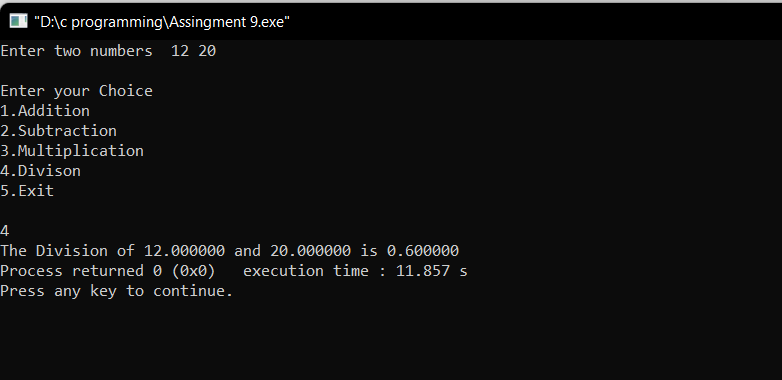 "D:\c programming\Assingment 9.exe"
Enter two numbers  12 20
Enter your Choice
1.Addition
2.Subtraction
3.Multiplication
4.Divison
5.Exit
4
The Division of 12.000000 and 20.000000 is 0.600000
Process returned 0 (0x0)   execution time : 11.857 s
Press any key to continue.